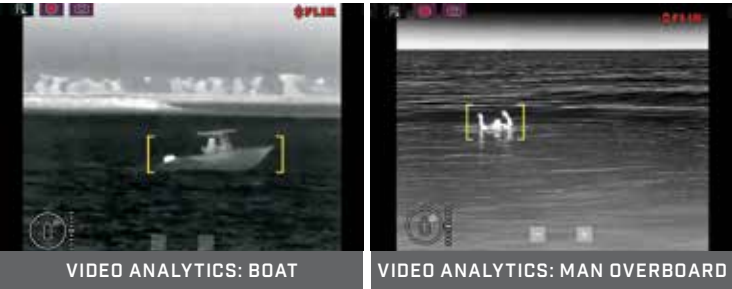 FLIR
FLIR
VIDEO ANALYTICS: BOAT
VIDEO ANALYTICS: MAN OVERBOARD